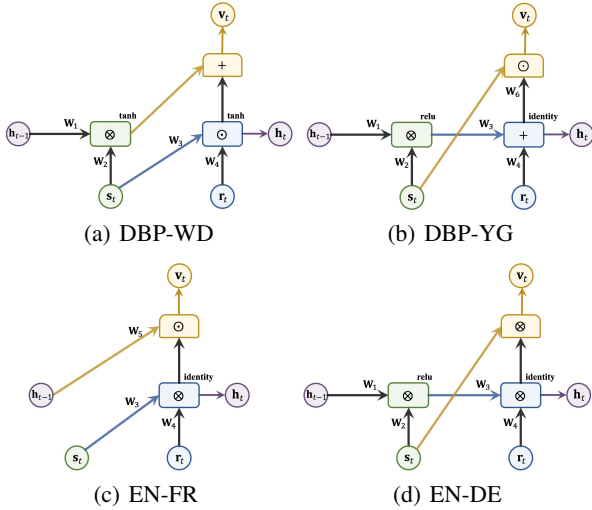 v_t v_t
+ ⊙
W_6
tanh tanh relu identity
h_{t-1} W_1 ⊗ W_3 ⊙ h_t h_{t-1} W_1 ⊗ W_3 + h_t
W_2 W_4 W_2 W_4
s_t r_t s_t r_t
(a) DBP-WD (b) DBP-YG
v_t v_t
W_5 ⊙ ⊗
identity relu identity
h_{t-1} W_3 ⊗ h_t h_{t-1} W_1 ⊗ W_3 ⊗ h_t
W_4 W_2 W_4
s_t r_t s_t r_t
(c) EN-FR (d) EN-DE